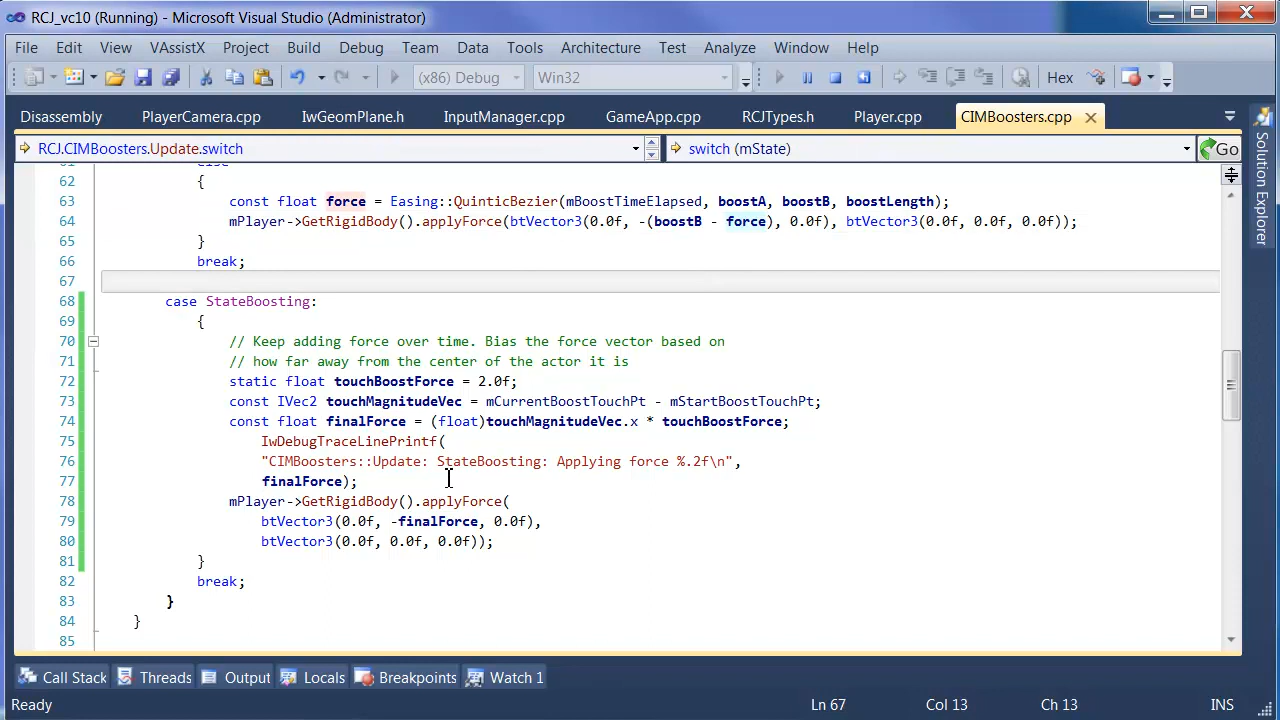 RCJ_vc10 (Running) - Microsoft Visual Studio (Administrator)
File Edit View VAssistX Project Build Debug Team Data Tools Architecture Test Analyze Window Help
(x86) Debug Win32 Hex
Disassembly PlayerCamera.cpp IwGeomPlane.h InputManager.cpp GameApp.cpp RCJTypes.h Player.cpp CIMBoosters.cpp
RCJ.CIMBoosters.Update.switch switch (mState) Go
Solution Explorer
62 {
63 const float force = Easing::QuinticBezier(mBoostTimeElapsed, boostA, boostB, boostLength);
64 mPlayer->GetRigidBody().applyForce(btVector3(0.0f, -(boostB - force), 0.0f), btVector3(0.0f, 0.0f, 0.0f));
65 }
66 break;
67
68 case StateBoosting:
69 {
70 // Keep adding force over time. Bias the force vector based on
71 // how far away from the center of the actor it is
72 static float touchBoostForce = 2.0f;
73 const IVec2 touchMagnitudeVec = mCurrentBoostTouchPt - mStartBoostTouchPt;
74 const float finalForce = (float)touchMagnitudeVec.x * touchBoostForce;
75 IwDebugTraceLinePrintf(
76 "CIMBoosters::Update: StateBoosting: Applying force %.2f\n",
77 finalForce);
78 mPlayer->GetRigidBody().applyForce(
79 btVector3(0.0f, -finalForce, 0.0f),
80 btVector3(0.0f, 0.0f, 0.0f));
81 }
82 break;
83 }
84 }
85
Call Stack Threads Output Locals Breakpoints Watch 1
Ready Ln 67 Col 13 Ch 13 INS